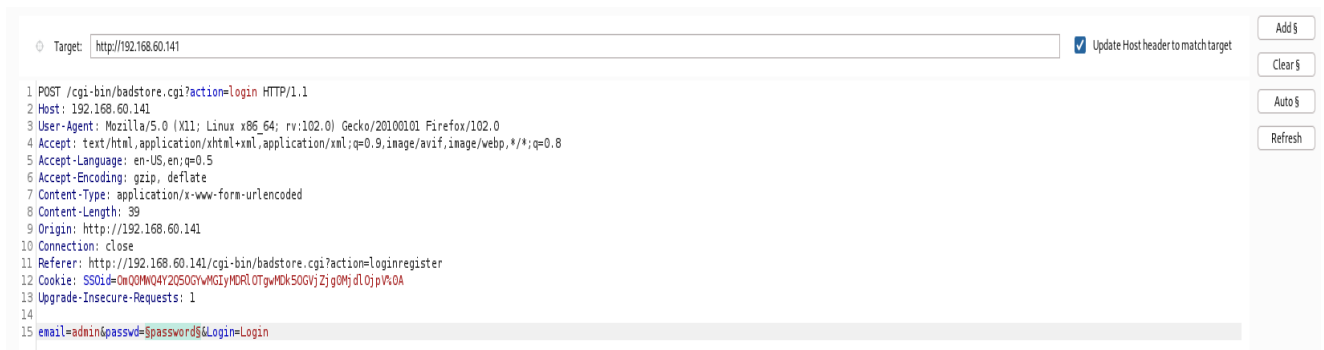 Target: http://192.168.60.141
Update Host header to match target
Add §
Clear §
Auto §
Refresh
1 POST /cgi-bin/badstore.cgi?action=login HTTP/1.1
2 Host: 192.168.60.141
3 User-Agent: Mozilla/5.0 (X11; Linux x86_64; rv:102.0) Gecko/20100101 Firefox/102.0
4 Accept: text/html,application/xhtml+xml,application/xml;q=0.9,image/avif,image/webp,*/*;q=0.8
5 Accept-Language: en-US,en;q=0.5
6 Accept-Encoding: gzip, deflate
7 Content-Type: application/x-www-form-urlencoded
8 Content-Length: 39
9 Origin: http://192.168.60.141
10 Connection: close
11 Referer: http://192.168.60.141/cgi-bin/badstore.cgi?action=loginregister
12 Cookie: SSOid=OmQ0MWQ4Y2Q5OGYwMGIyMDRlOTgwMDk5OGVjZjg0MjdlOjpV%0A
13 Upgrade-Insecure-Requests: 1
14
15 email=admin&passwd=§password§&Login=Login